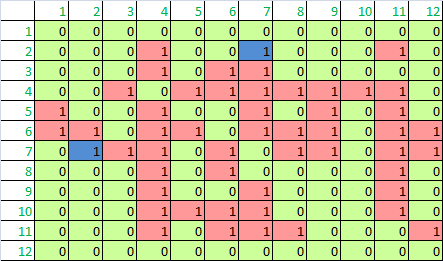 1 2 3 4 5 6 7 8 9 10 11 12
1 0 0 0 0 0 0 0 0 0 0 0 0
2 0 0 0 1 0 0 1 0 0 0 1 0
3 0 0 0 1 0 1 1 0 0 0 0 0
4 0 0 1 0 1 1 1 1 1 1 1 0
5 1 0 0 1 0 0 1 0 1 0 1 0
6 1 1 0 1 1 0 1 1 1 0 1 1
7 0 1 1 1 0 1 0 1 1 0 1 1
8 0 0 0 1 0 1 0 0 0 0 1 0
9 0 0 0 1 0 0 1 0 0 0 1 0
10 0 0 0 1 1 1 1 0 0 0 1 0
11 0 0 0 1 0 1 1 1 0 0 0 1
12 0 0 0 0 0 0 0 0 0 0 0 0